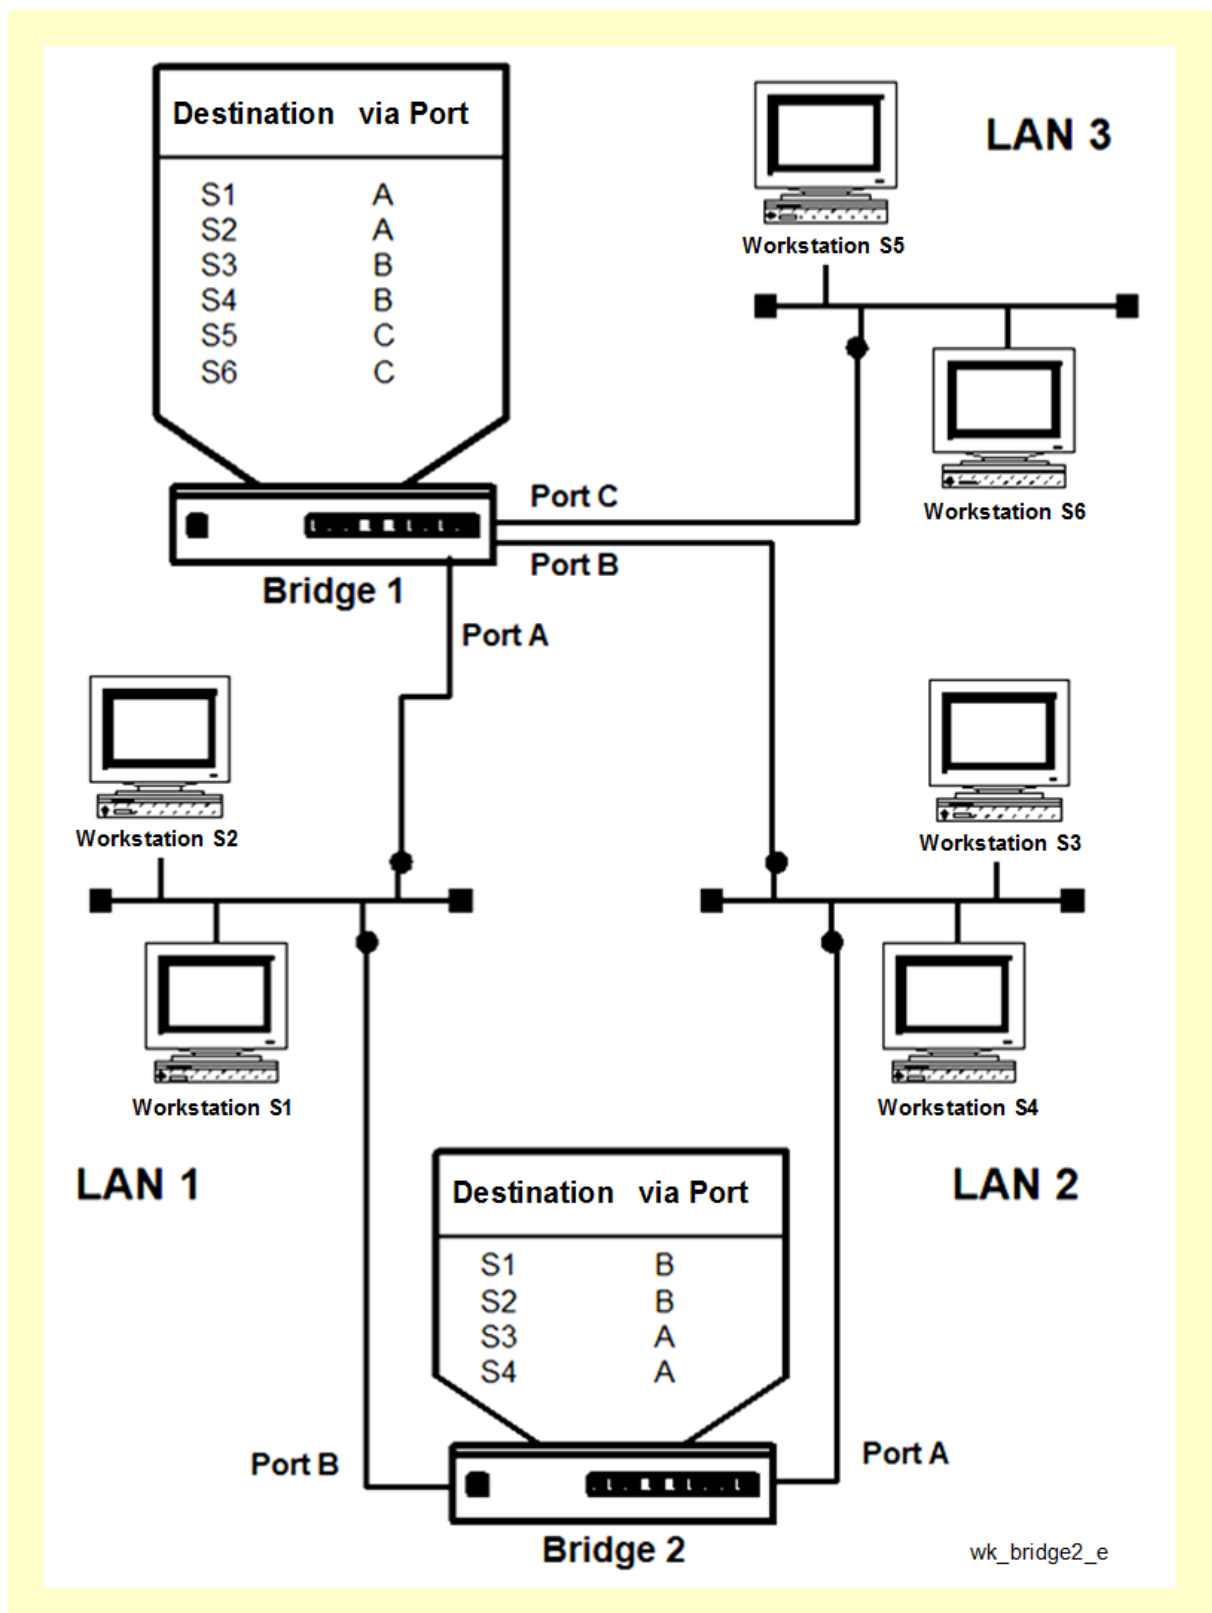 Destination via Port
S1 A
S2 A
S3 B
S4 B
S5 C
S6 C
LAN 3
Workstation S5
Workstation S6
Port C
Port B
Bridge 1
Port A
Workstation S2
Workstation S3
Workstation S1
Workstation S4
LAN 1
LAN 2
Destination via Port
S1 B
S2 B
S3 A
S4 A
Port B
Port A
Bridge 2
wk_bridge2_e